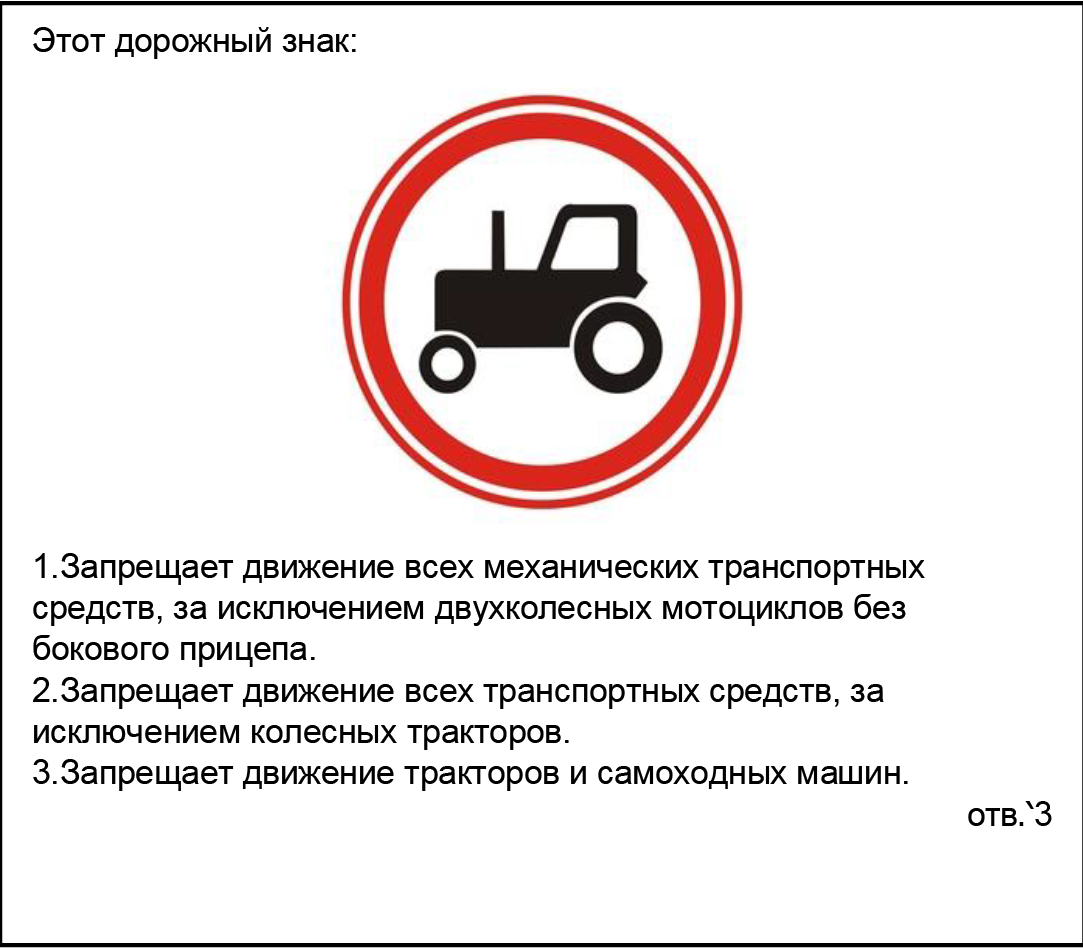 Этот дорожный знак:
1.Запрещает движение всех механических транспортных
средств, за исключением двухколесных мотоциклов без
бокового прицепа.
2.Запрещает движение всех транспортных средств, за
исключением колесных тракторов.
3.Запрещает движение тракторов и самоходных машин.
отв.`3